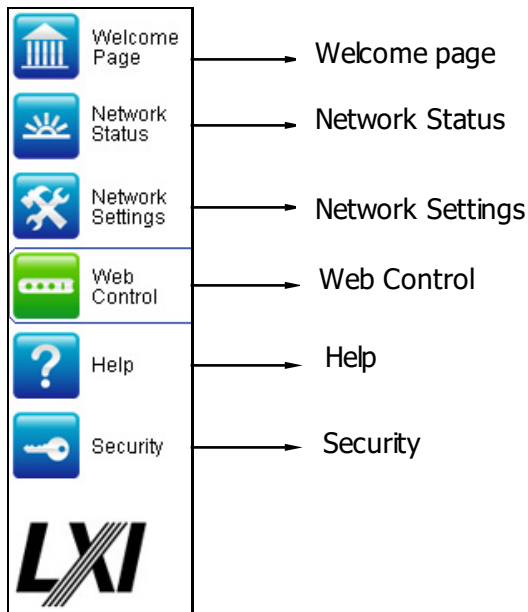 Welcome
Page
Welcome page
Network
Status
Network Status
Network
Settings
Network Settings
Web
Control
Web Control
?
Help
Help
Security
Security
LXI